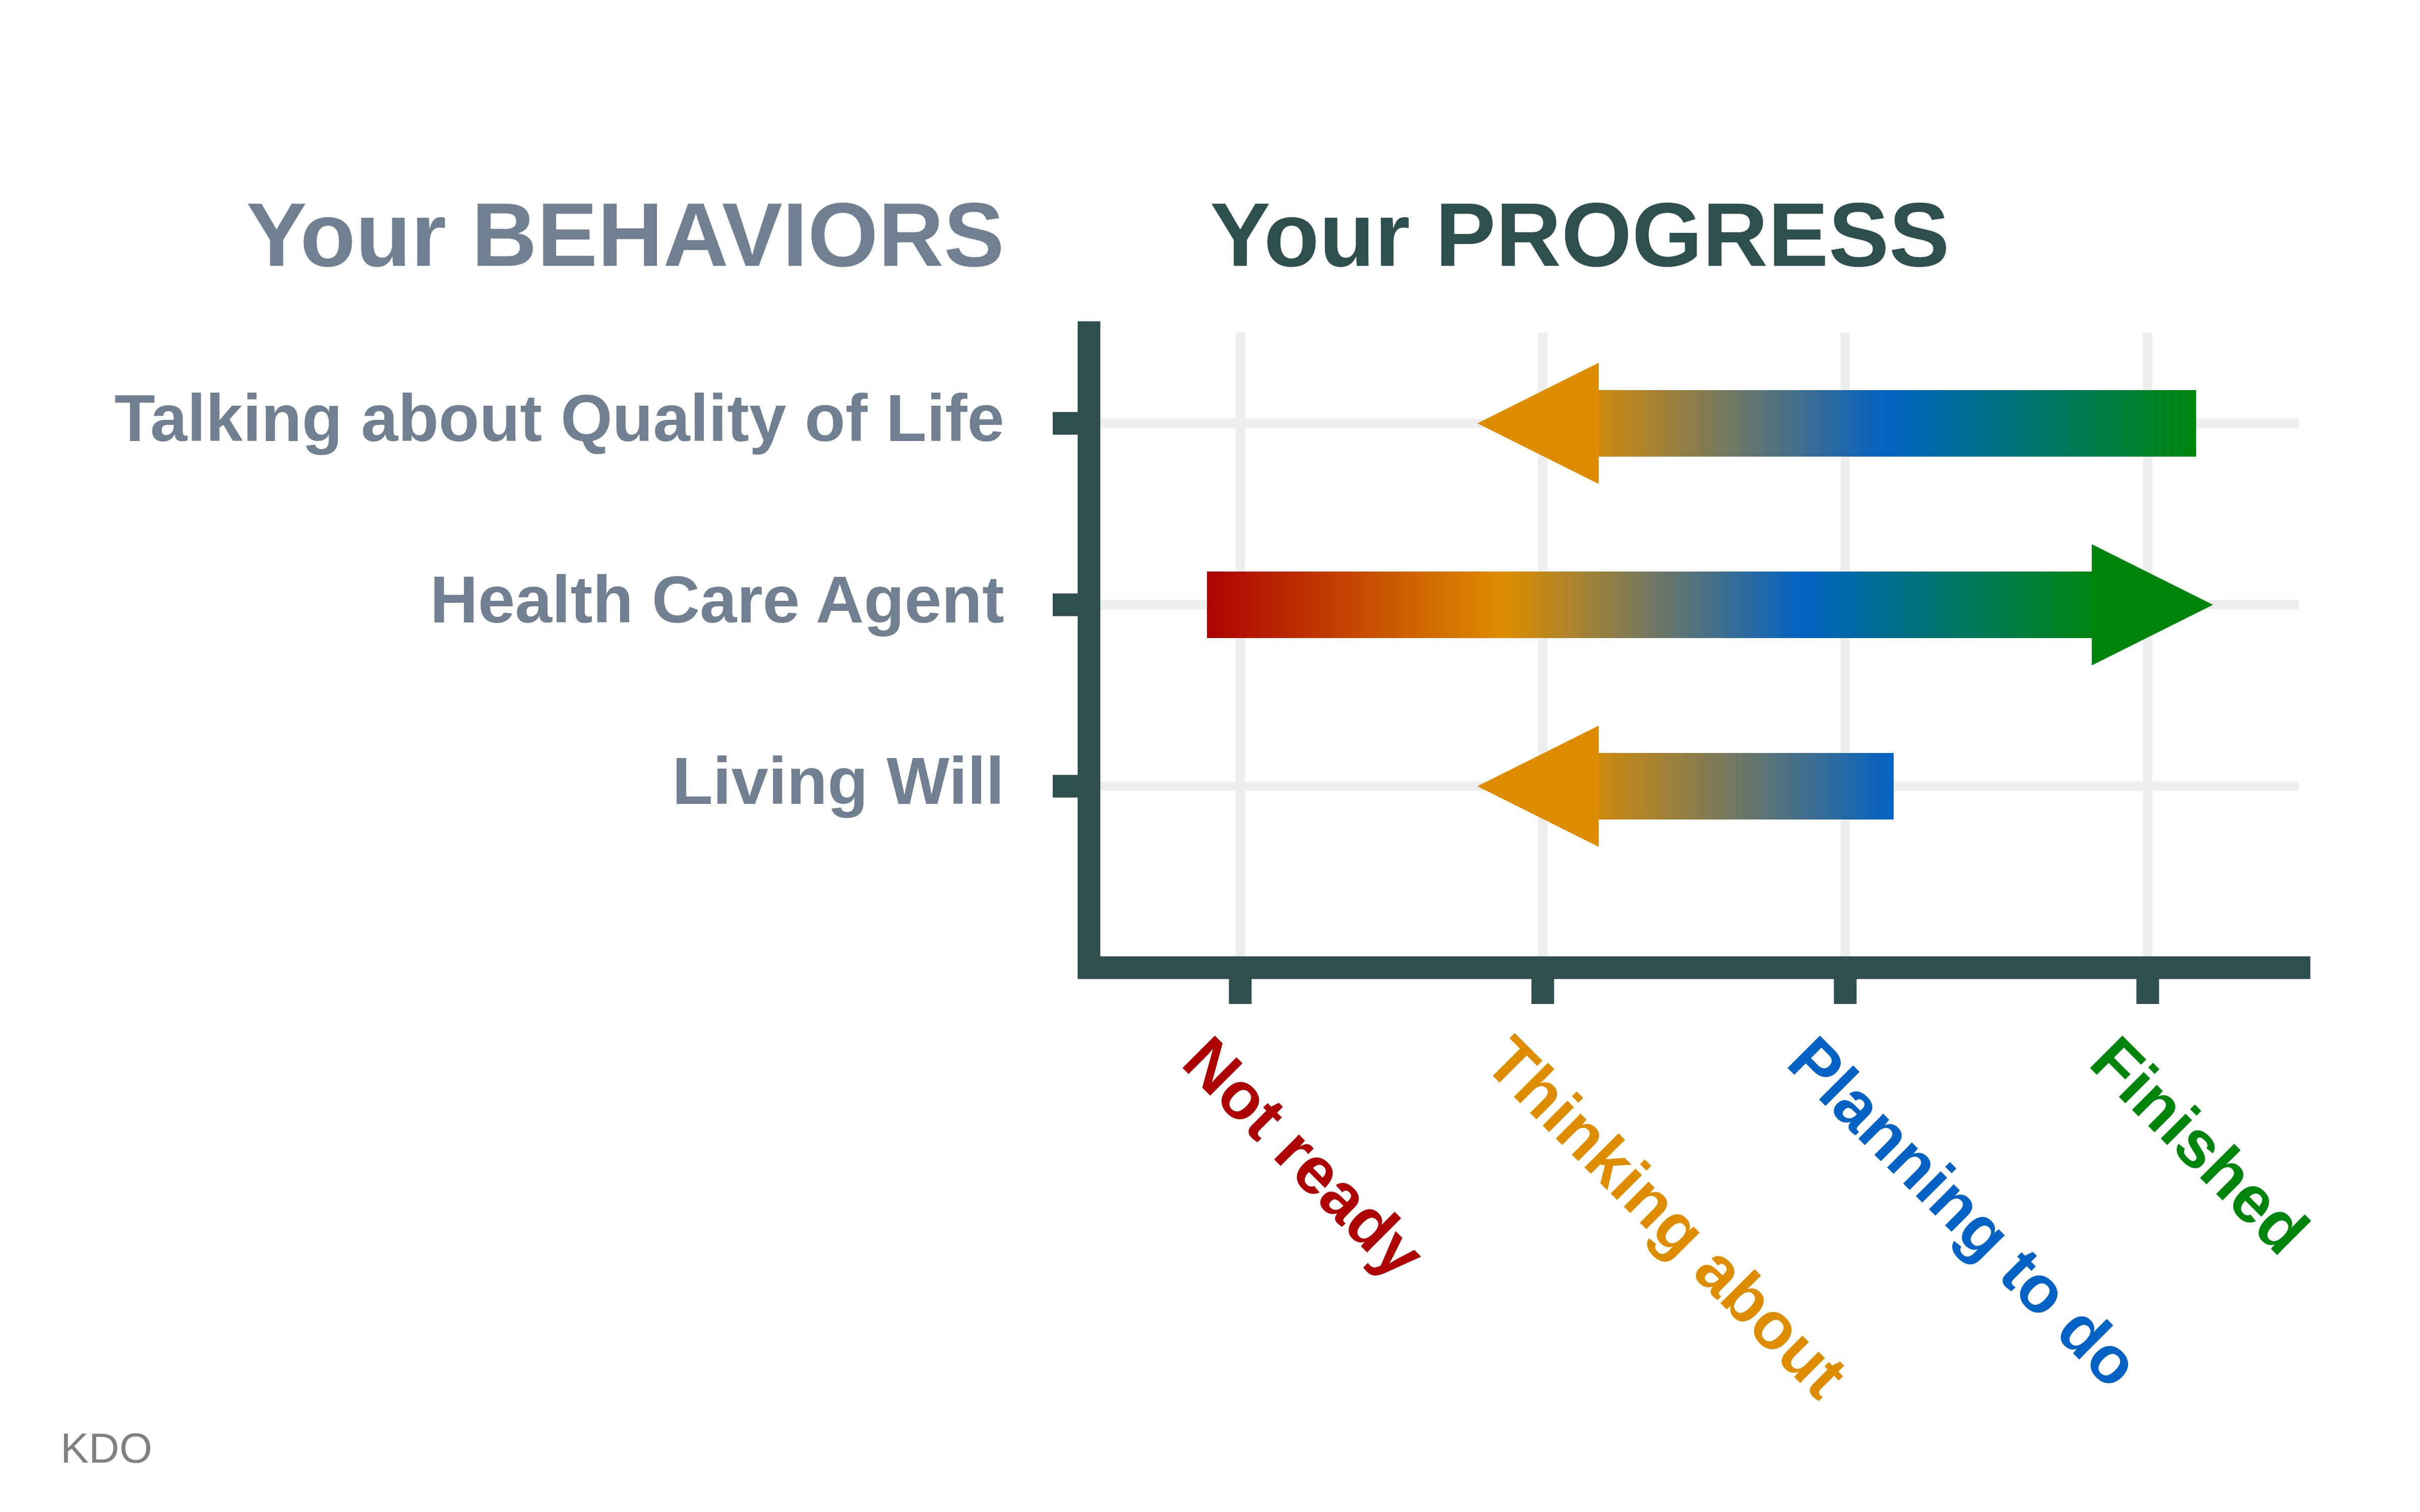 Your BEHAVIORS
Your PROGRESS
Talking about Quality of Life
Health Care Agent
Living Will
Not ready
Thinking about
Planning to do
Finished
KDO